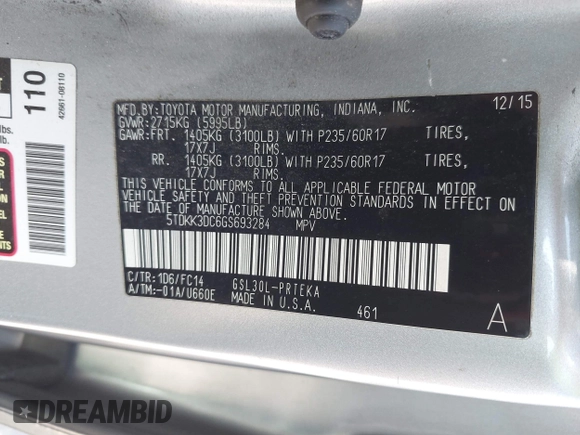 MFD.BY:TOYOTA MOTOR MANUFACTURING, INDIANA, INC. 12/15
GVWR:2715KG (5995LB)
GAWR:FRT. 1405KG (3100LB) WITH P235/60R17 TIRES,
17X7J RIMS.
RR. 1405KG (3100LB) WITH P235/60R17 TIRES,
17X7J RIMS.
THIS VEHICLE CONFORMS TO ALL APPLICABLE FEDERAL MOTOR
VEHICLE SAFETY AND THEFT PREVENTION STANDARDS IN EFFECT ON
THE DATE OF MANUFACTURE SHOWN ABOVE.
5TDKK3DC6GS693284 MPV
C/TR:1D6/FC14 GSL30L-PRTEKA
A/TM:-01A/U660E MADE IN U.S.A.
461 A
110
42661-08110
lbs.
lb.
DREAMBID